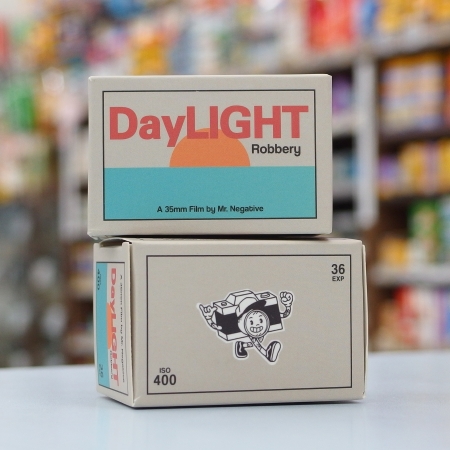 DayLIGHT
Robbery
A 35mm Film by Mr. Negative
36
EXP
ISO
400
DayLIGHT